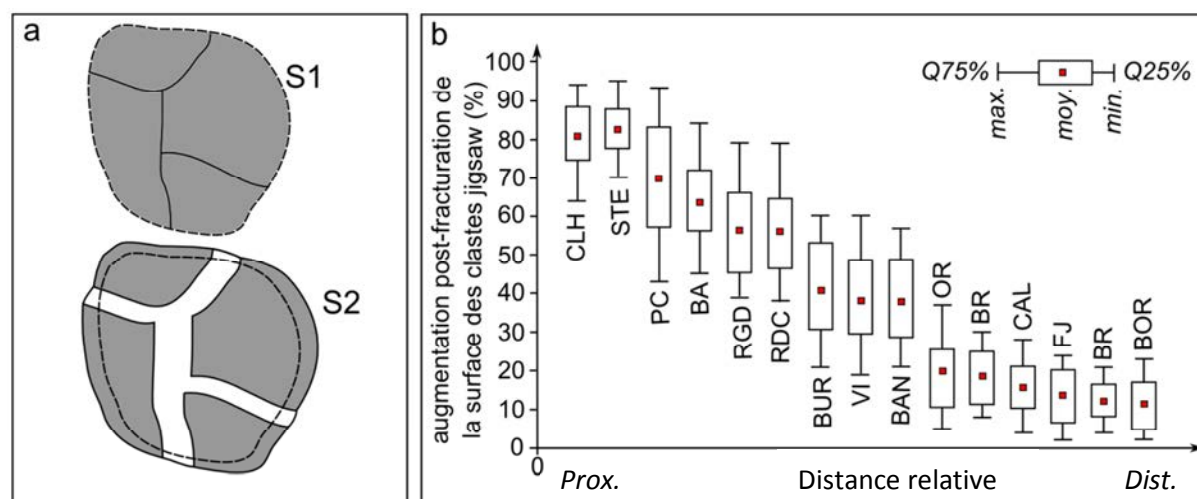 a
S1
S2
b
augmentation post-fracturation de
la surface des clastes jigsaw (%)
100
90
80
70
60
50
40
30
20
10
0
0
Q75%
Q25%
max.
moy.
min.
CLH
STE
PC
BA
RGD
RDC
BUR
VI
BAN
OR
BR
CAL
FJ
BR
BOR
Prox.
Distance relative
Dist.